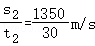 s₂/t₂ = 1350/30 m/s